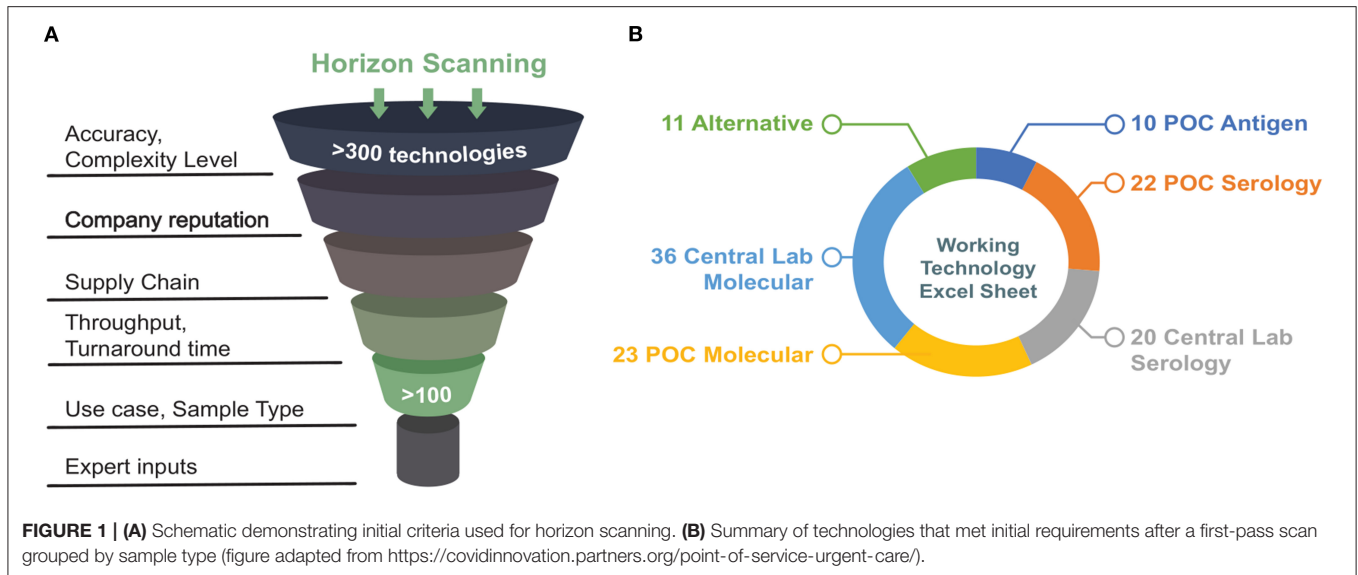 A
Horizon Scanning
>300 technologies
Accuracy,
Complexity Level
Company reputation
Supply Chain
Throughput,
Turnaround time
>100
Use case, Sample Type
Expert inputs
B
11 Alternative
10 POC Antigen
22 POC Serology
36 Central Lab
Molecular
Working
Technology
Excel Sheet
20 Central Lab
Serology
23 POC Molecular
FIGURE 1 | (A) Schematic demonstrating initial criteria used for horizon scanning. (B) Summary of technologies that met initial requirements after a first-pass scan
grouped by sample type (figure adapted from https://covidinnovation.partners.org/point-of-service-urgent-care/).